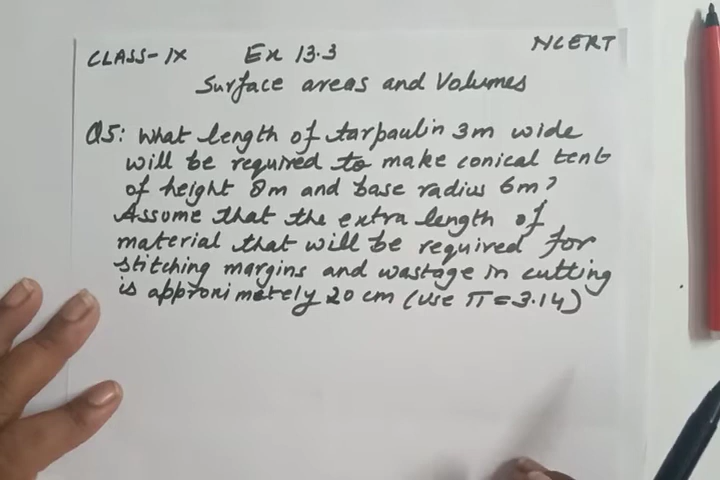 CLASS-IX Ex 13.3 NCERT
Surface areas and Volumes
Q5: What length of tarpaulin 3m wide
will be required to make conical tent
of height 8m and base radius 6m?
Assume that the extra length of
material that will be required for
stitching margins and wastage in cutting
is approximately 20 cm (use π = 3.14)